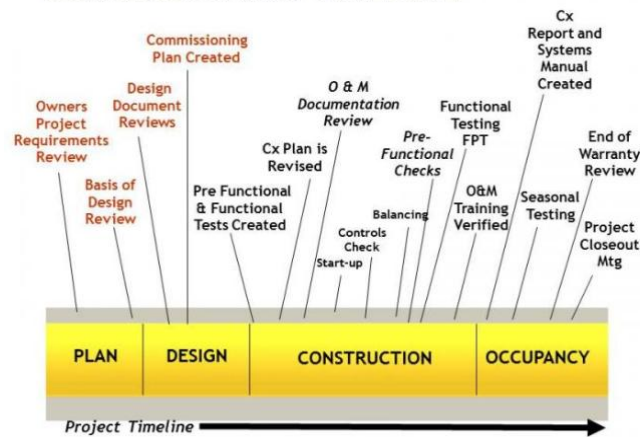 Commissioning
Plan Created
Cx
Report and
Systems
Manual
Created
Owners
Project
Requirements
Review
Design
Document
Reviews
O & M
Documentation
Review
Functional
Testing
FPT
Cx Plan is
Revised
Pre-
Functional
Checks
End of
Warranty
Review
Basis of
Design
Review
Pre Functional
& Functional
Tests Created
Balancing
O&M
Training
Verified
Seasonal
Testing
Controls
Check
Start-up
Project
Closeout
Mtg
PLAN
DESIGN
CONSTRUCTION
OCCUPANCY
Project Timeline